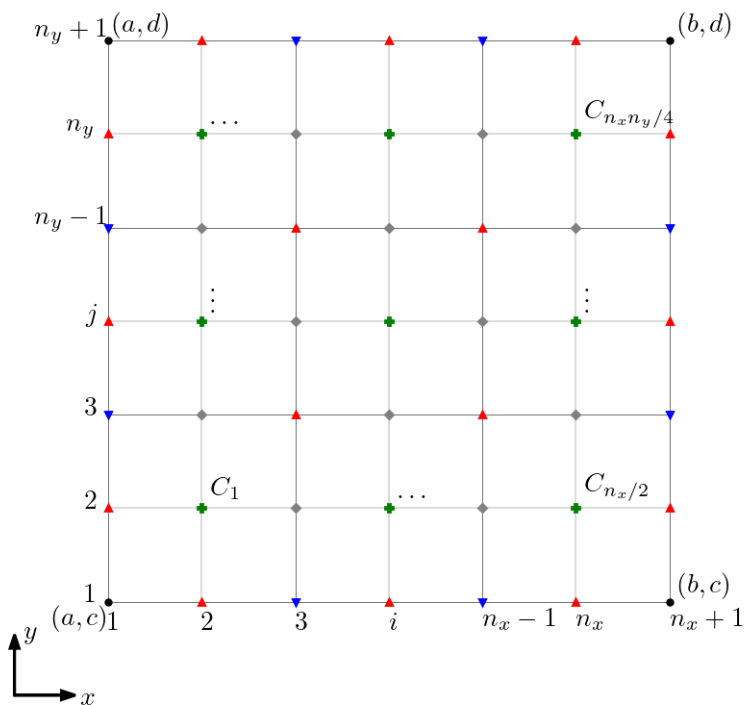 n_y + 1 (a, d) (b, d)
n_y ... C_{n_x n_y/4}
n_y − 1
j ⋮ ⋮
3
2 C_1 ... C_{n_x/2}
1 (b, c)
(a, c) 1 2 3 i n_x − 1 n_x n_x + 1
y
x